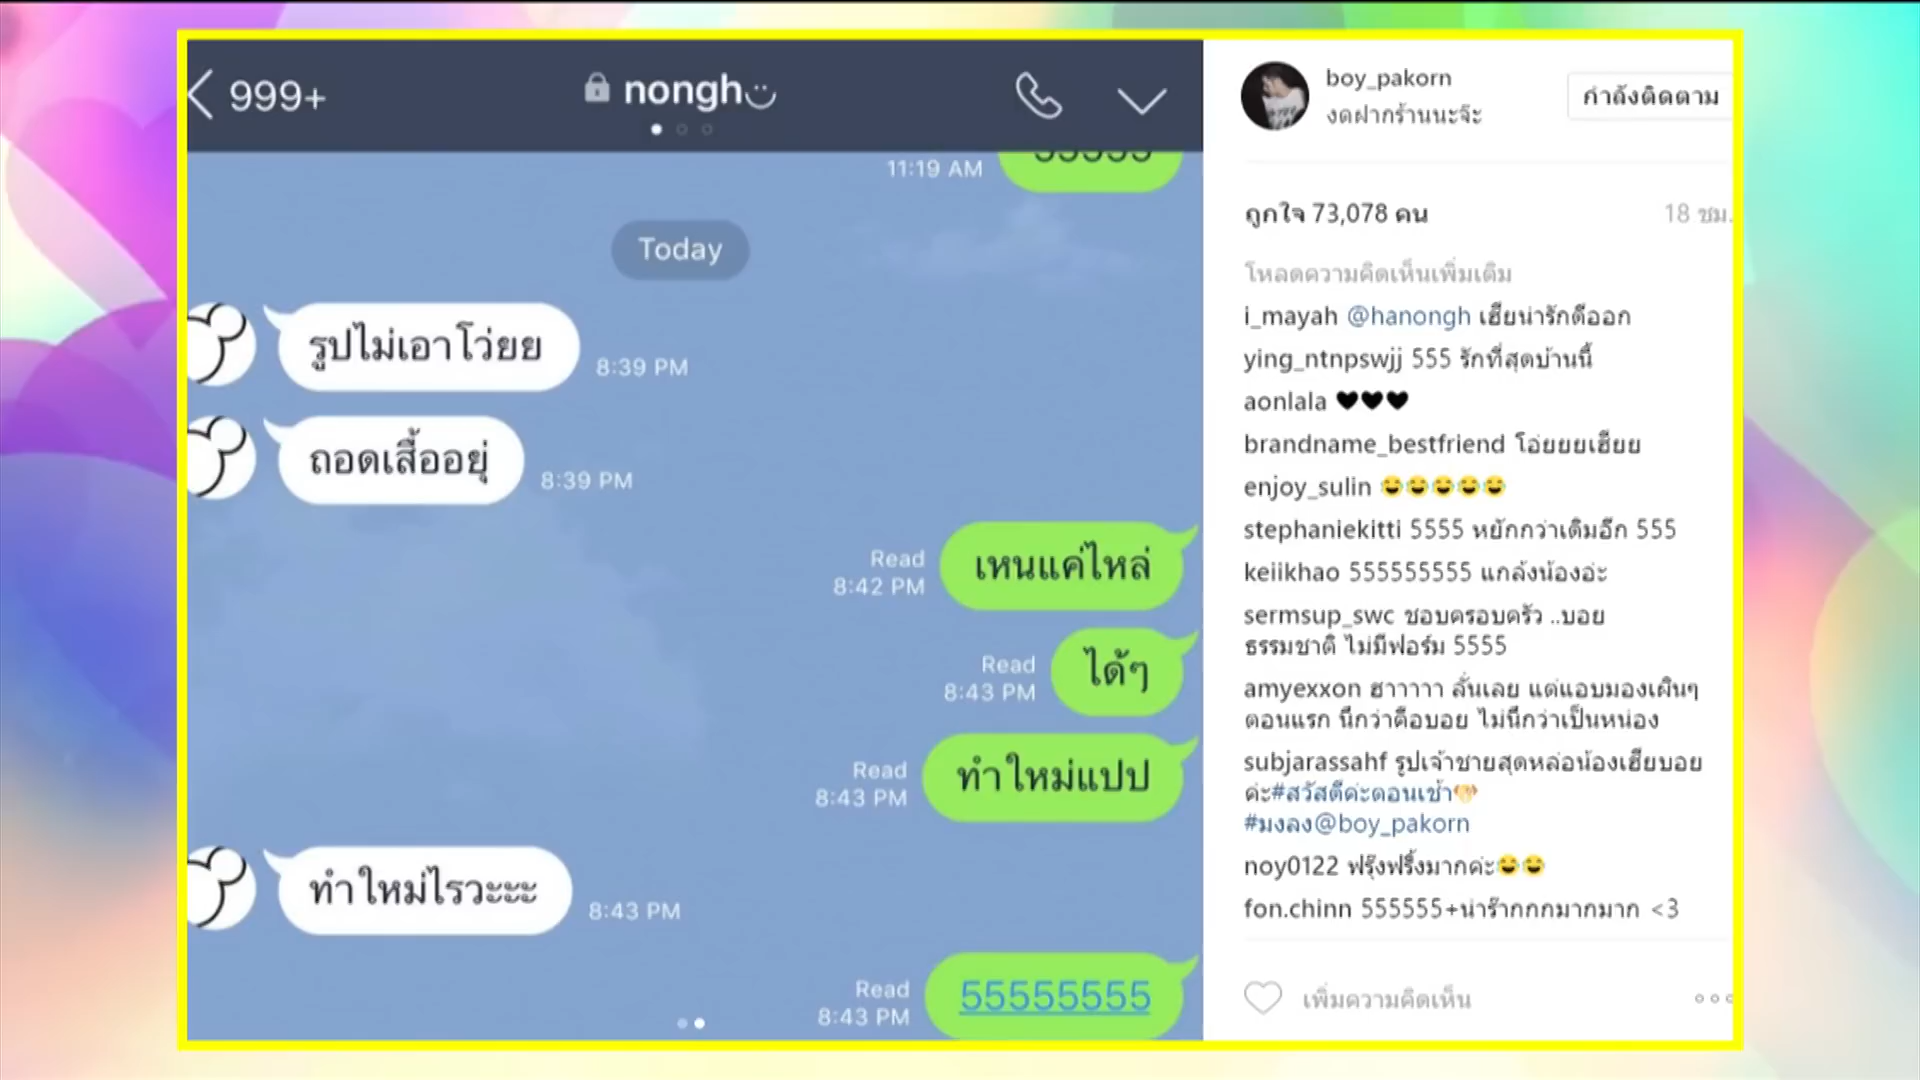 999+
nongh
11:19 AM
55555
Today
รูปไม่เอาโว่ยย
8:39 PM
ถอดเสื้ออยุ่
8:39 PM
เหนแค่ไหล่
Read
8:42 PM
ได้ๆ
Read
8:43 PM
ทำใหม่แปป
Read
8:43 PM
ทำใหม่ไรวะะะ
8:43 PM
55555555
Read
8:43 PM
boy_pakorn
งดฝากร้านนะจ๊ะ
กำลังติดตาม
ถูกใจ 73,078 คน
18 ชม.
โหลดความคิดเห็นเพิ่มเติม
i_mayah @hanongh เฮียน่ารักดีออก
ying_ntnpswjj 555 รักที่สุดบ้านนี้
aonlala 🖤🖤🖤
brandname_bestfriend โอ่ยยยเฮียย
enjoy_sulin 😂😂😂😂😂
stephaniekitti 5555 หยักกว่าเดิมอีก 555
keiikhao 555555555 แกล้งน้องอ่ะ
sermsup_swc ชอบครอบครัว ..บอย
ธรรมชาติ ไม่มีฟอร์ม 5555
amyexxon ฮาาาาา ลั่นเลย แต่แอบมองเผินๆ
ตอนแรก นึกว่าคือบอย ไม่นึกว่าเป็นหน่อง
subjarassahf รูปเจ้าชายสุดหล่อน้องเฮียบอย
ค่ะ#สวัสดีค่ะตอนเช้า
#มงลง@boy_pakorn
noy0122 ฟรุ๊งฟริ้งมากค่ะ😂😂
fon.chinn 555555+น่าร๊ากกกมากมาก <3
เพิ่มความคิดเห็น